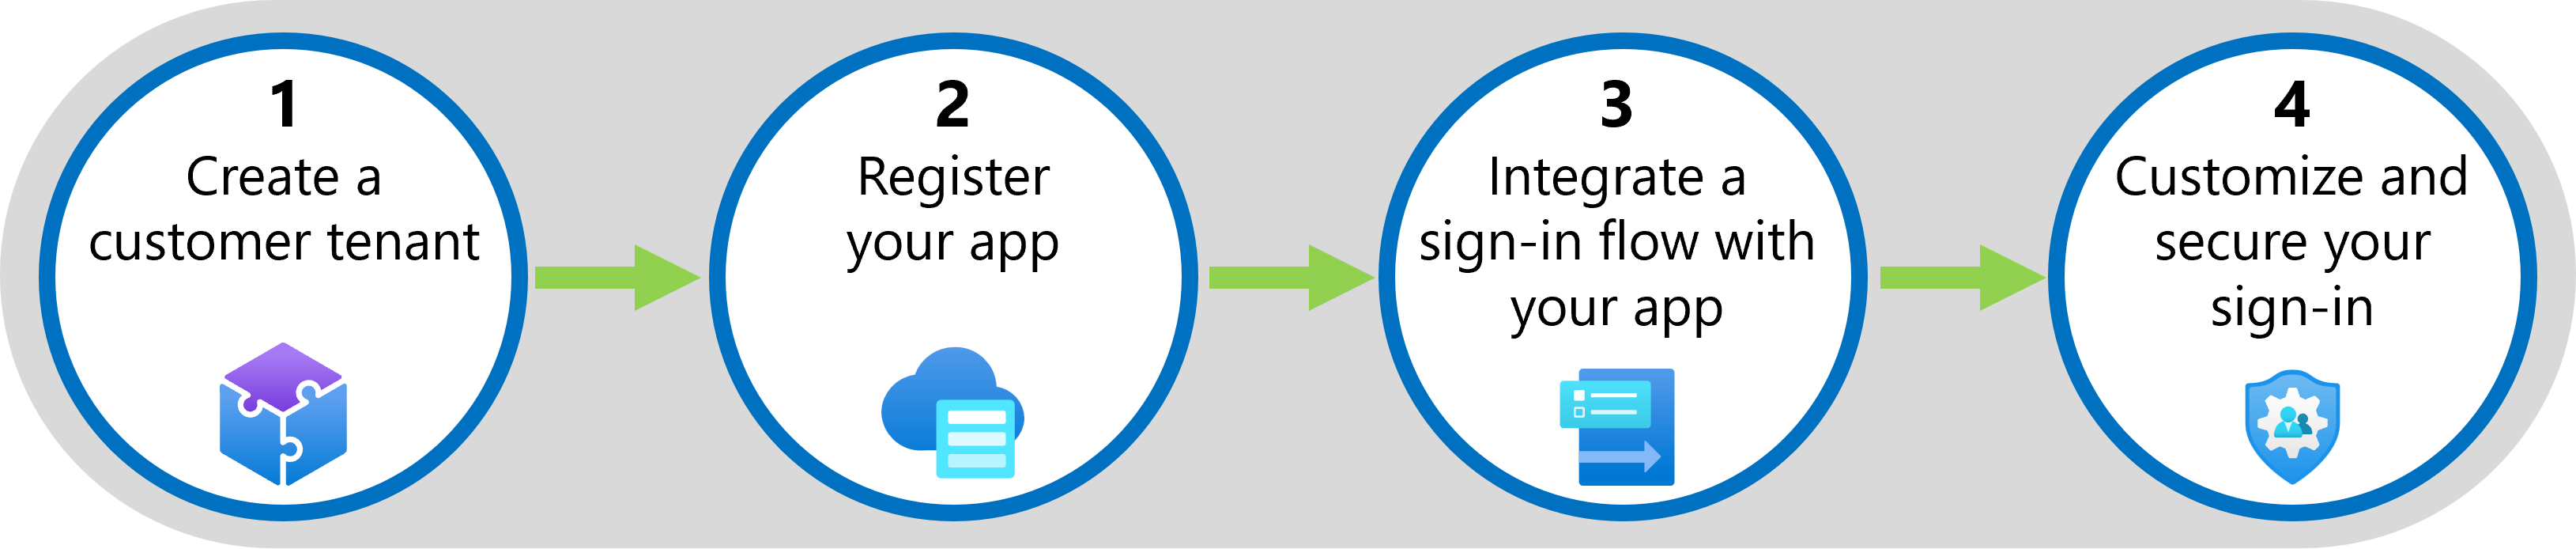 1
Create a
customer tenant
2
Register
your app
3
Integrate a
sign-in flow with
your app
4
Customize and
secure your
sign-in